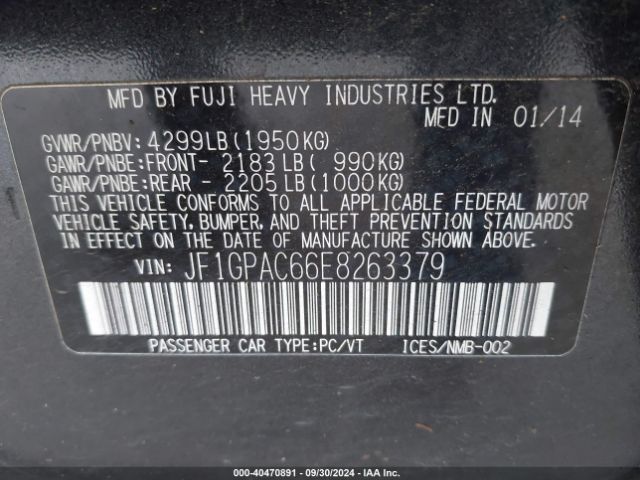 MFD BY FUJI HEAVY INDUSTRIES LTD.
MED IN 01/14
GVWR/PNBV: 4299LB (1950KG)
GAWR/PNBE: FRONT- 2183 LB ( 990KG)
GAWR/PNBE: REAR - 2205 LB (1000KG)
THIS VEHICLE CONFORMS TO ALL APPLICABLE FEDERAL MOTOR
VEHICLE SAFETY, BUMPER, AND THEFT PREVENTION STANDARDS
IN EFFECT ON THE DATE OF MANUFACTURE SHOWN ABOVE.
VIN: JF1GPAC66E8263379
PASSENGER CAR TYPE:PC/VT ICES/NMB-002
000-40470891 - 09/30/2024 - IAA, Inc.